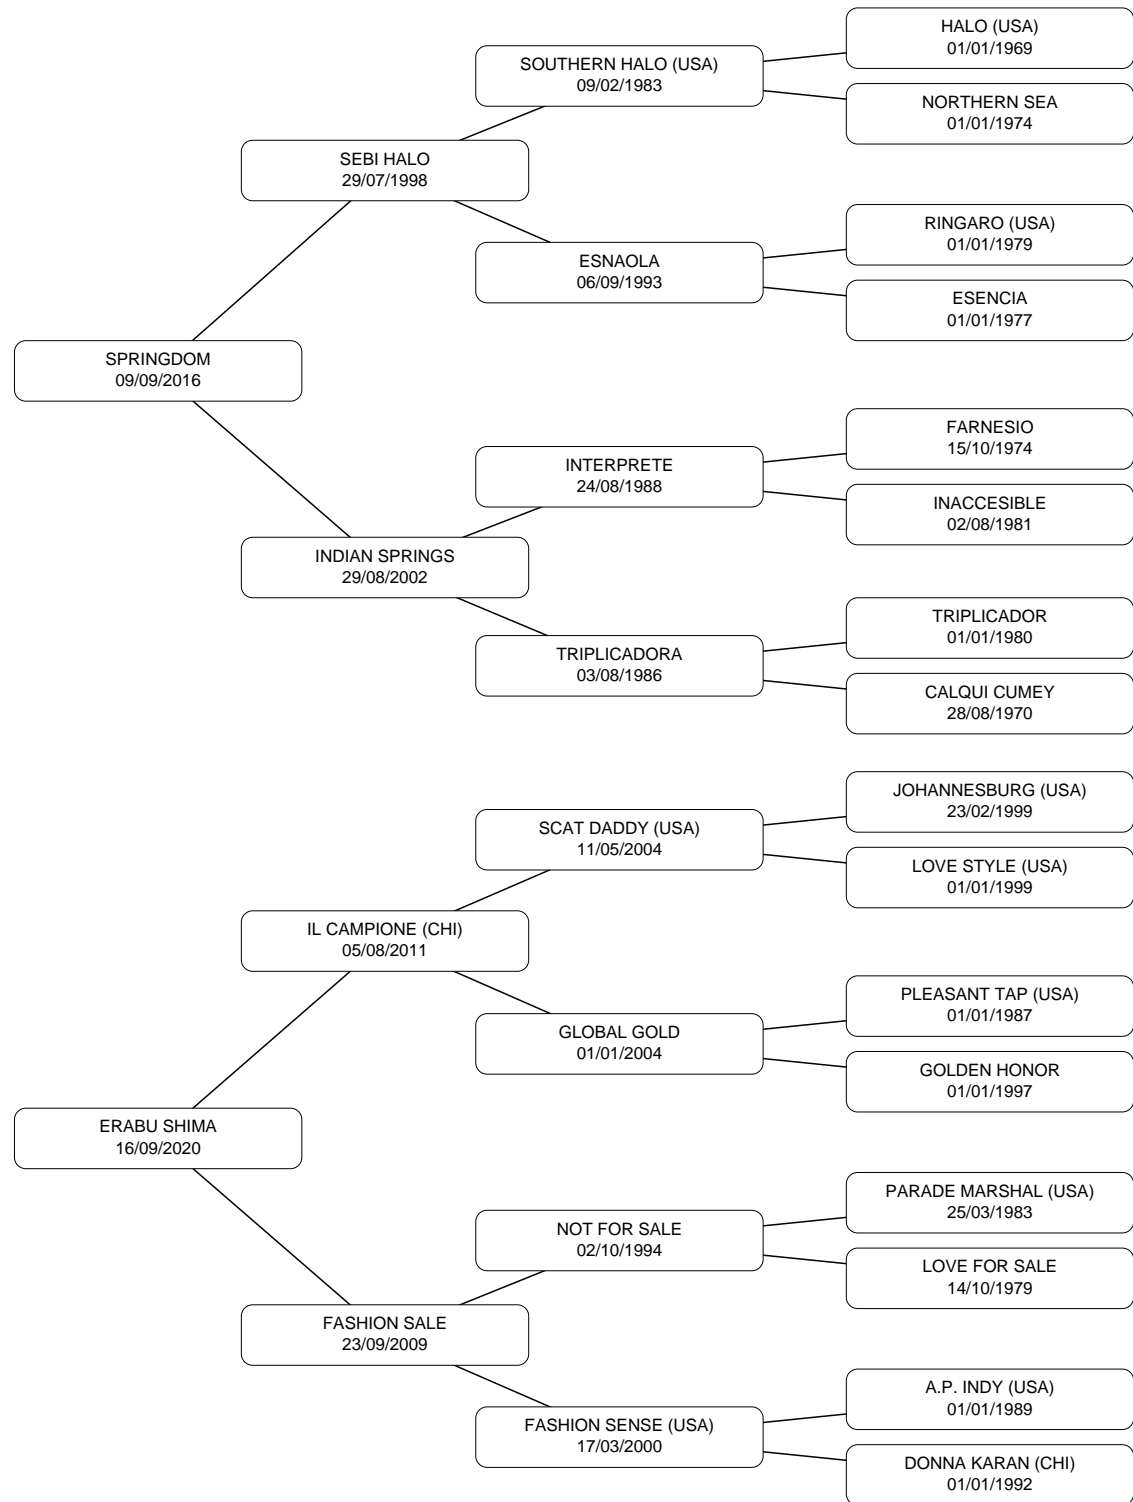 HALO (USA)
01/01/1969
SOUTHERN HALO (USA)
09/02/1983
NORTHERN SEA
01/01/1974
SEBI HALO
29/07/1998
RINGARO (USA)
01/01/1979
ESNAOLA
06/09/1993
ESENCIA
01/01/1977
SPRINGDOM
09/09/2016
FARNESIO
15/10/1974
INTERPRETE
24/08/1988
INACCESIBLE
02/08/1981
INDIAN SPRINGS
29/08/2002
TRIPLICADOR
01/01/1980
TRIPLICADORA
03/08/1986
CALQUI CUMEY
28/08/1970
JOHANNESBURG (USA)
23/02/1999
SCAT DADDY (USA)
11/05/2004
LOVE STYLE (USA)
01/01/1999
IL CAMPIONE (CHI)
05/08/2011
PLEASANT TAP (USA)
01/01/1987
GLOBAL GOLD
01/01/2004
GOLDEN HONOR
01/01/1997
ERABU SHIMA
16/09/2020
PARADE MARSHAL (USA)
25/03/1983
NOT FOR SALE
02/10/1994
LOVE FOR SALE
14/10/1979
FASHION SALE
23/09/2009
A.P. INDY (USA)
01/01/1989
FASHION SENSE (USA)
17/03/2000
DONNA KARAN (CHI)
01/01/1992